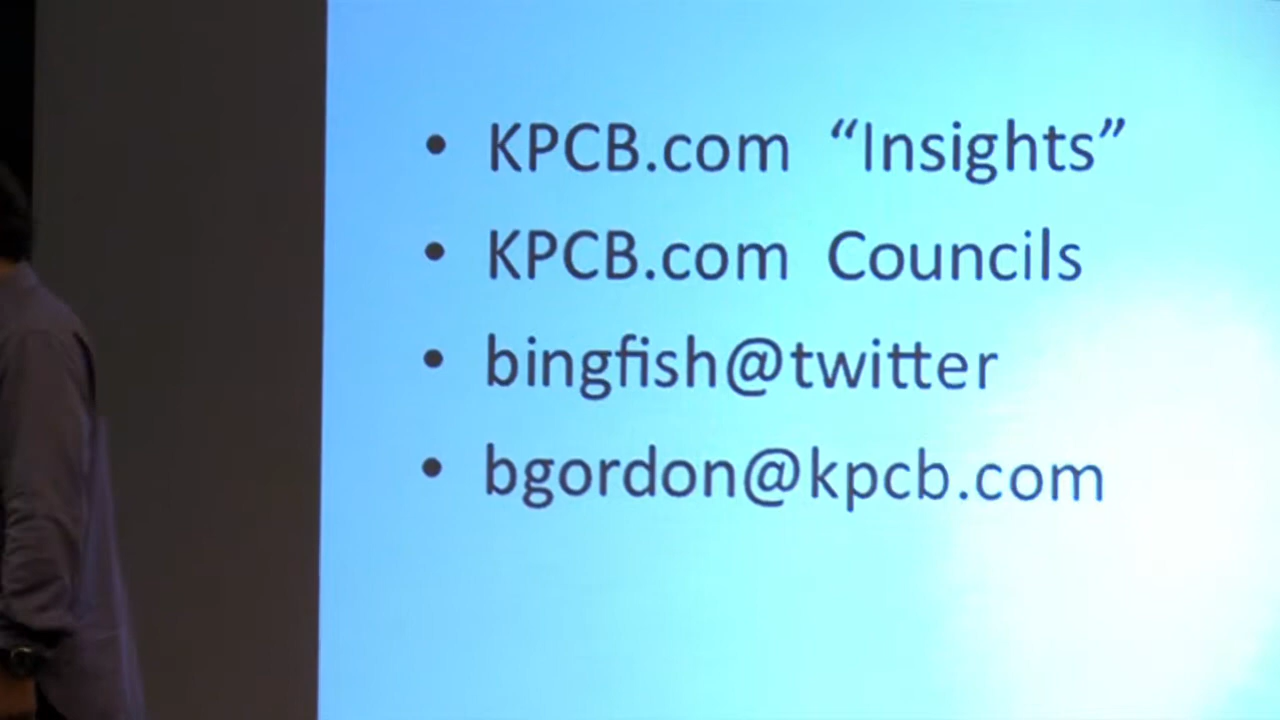 • KPCB.com “Insights”
• KPCB.com Councils
• bingfish@twitter
• bgordon@kpcb.com